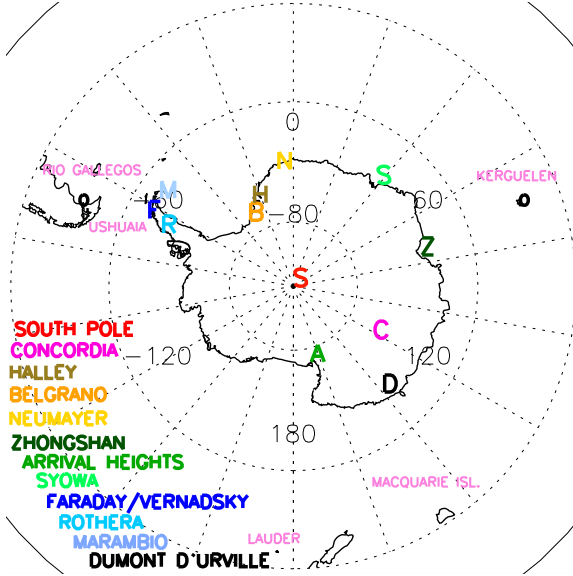 0
N
RIO GALLEGOS
S
KERGUELEN
M
H
−60
60
F
B
−80
R
USHUAIA
Z
S
SOUTH POLE
C
CONCORDIA
−120
A
120
HALLEY
D
BELGRANO
NEUMAYER
180
ZHONGSHAN
ARRIVAL HEIGHTS
SYOWA
MACQUARIE ISL.
FARADAY/VERNADSKY
ROTHERA
LAUDER
MARAMBIO
DUMONT D'URVILLE